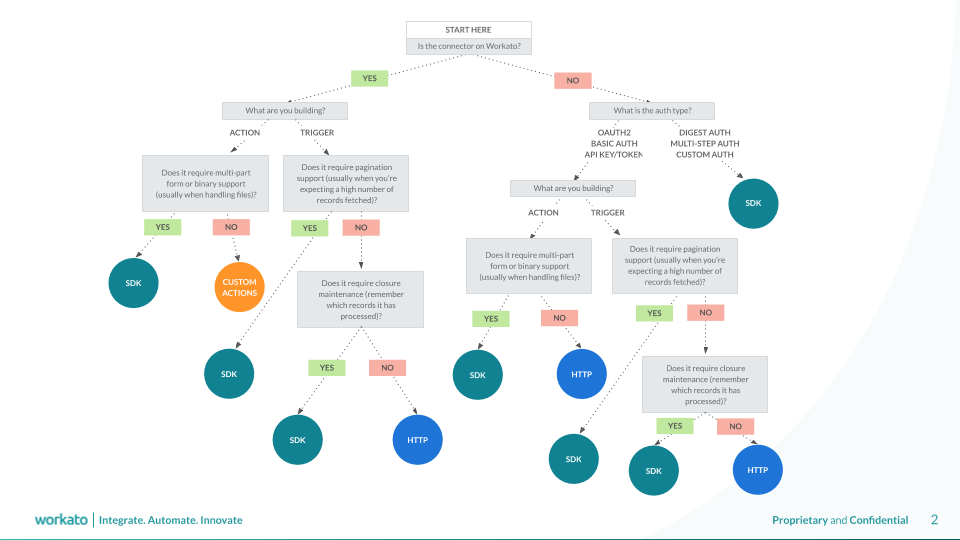 START HERE
Is the connector on Workato?
YES
NO
What are you building?
What is the auth type?
ACTION
TRIGGER
OAUTH2
BASIC AUTH
API KEY/TOKEN
DIGEST AUTH
MULTI-STEP AUTH
CUSTOM AUTH
Does it require multi-part
form or binary support
(usually when handling files)?
Does it require pagination
support (usually when you're
expecting a high number of
records fetched)?
What are you building?
SDK
ACTION
TRIGGER
YES
NO
YES
NO
Does it require multi-part
form or binary support
(usually when handling files)?
Does it require pagination
support (usually when you're
expecting a high number of
records fetched)?
SDK
CUSTOM
ACTIONS
Does it require closure
maintenance (remember
which records it has
processed)?
YES
NO
YES
NO
SDK
YES
NO
SDK
HTTP
Does it require closure
maintenance (remember
which records it has
processed)?
SDK
HTTP
YES
NO
SDK
SDK
HTTP
workato
Integrate. Automate. Innovate
Proprietary and Confidential
2